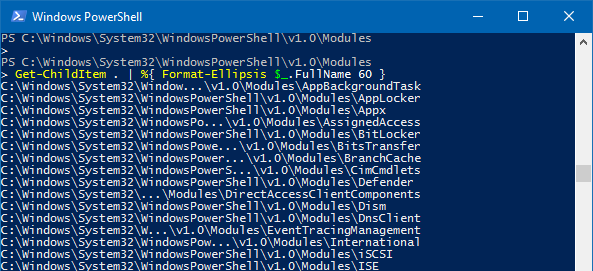 Windows PowerShell
PS C:\Windows\System32\WindowsPowerShell\v1.0\Modules
>
PS C:\Windows\System32\WindowsPowerShell\v1.0\Modules
> Get-ChildItem . | %{ Format-Ellipsis $_.FullName 60 }
C:\Windows\System32\Window...\v1.0\Modules\AppBackgroundTask
C:\Windows\System32\WindowsPowerShell\v1.0\Modules\AppLocker
C:\Windows\System32\WindowsPowerShell\v1.0\Modules\Appx
C:\Windows\System32\WindowsPo...\v1.0\Modules\AssignedAccess
C:\Windows\System32\WindowsPowerShell\v1.0\Modules\BitLocker
C:\Windows\System32\WindowsPowe...\v1.0\Modules\BitsTransfer
C:\Windows\System32\WindowsPower...\v1.0\Modules\BranchCache
C:\Windows\System32\WindowsPowerS...\v1.0\Modules\CimCmdlets
C:\Windows\System32\WindowsPowerShell\v1.0\Modules\Defender
C:\Windows\System32\...\Modules\DirectAccessClientComponents
C:\Windows\System32\WindowsPowerShell\v1.0\Modules\Dism
C:\Windows\System32\WindowsPowerShell\v1.0\Modules\DnsClient
C:\Windows\System32\W...\v1.0\Modules\EventTracingManagement
C:\Windows\System32\WindowsPow...\v1.0\Modules\International
C:\Windows\System32\WindowsPowerShell\v1.0\Modules\iSCSI
C:\Windows\System32\WindowsPowerShell\v1.0\Modules\ISE